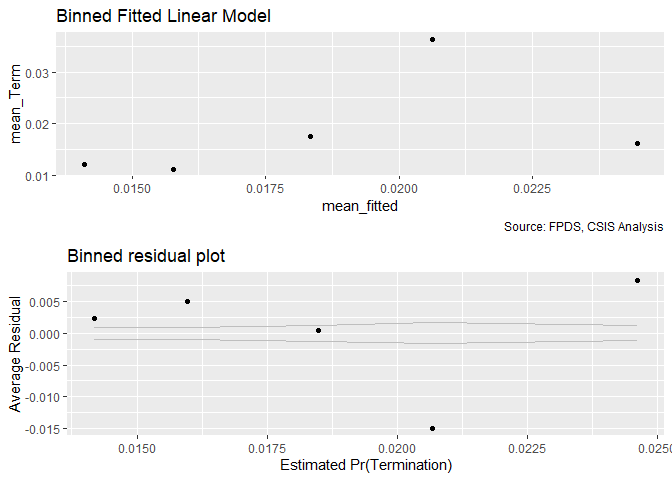 Binned Fitted Linear Model
mean_Term
0.03
0.02
0.01
0.0150
0.0175
0.0200
0.0225
mean_fitted
Source: FPDS, CSIS Analysis
Binned residual plot
Average Residual
0.005
0.000
-0.005
-0.010
-0.015
0.0150
0.0175
0.0200
0.0225
0.0250
Estimated Pr(Termination)